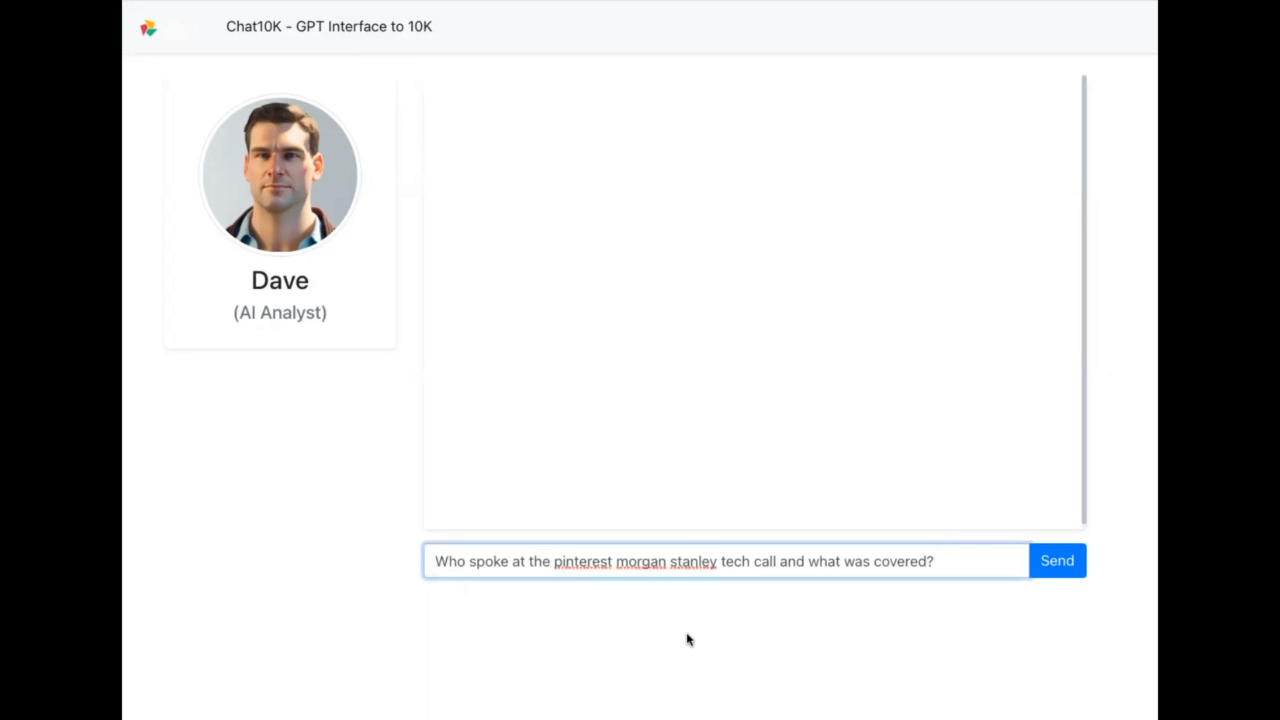 Chat10K - GPT Interface to 10K
Dave
(AI Analyst)
Who spoke at the pinterest morgan stanley tech call and what was covered?
Send